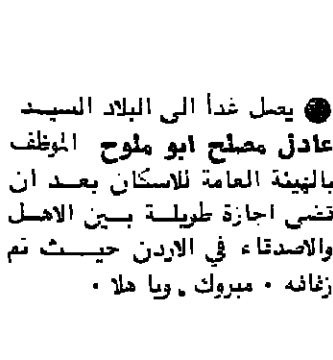 ● يصل غدا الى البلاد السيد
عادل مصلح ابو ملوح الموظف
بالهيئة العامة للاسكان بعد ان
قضى اجازة طويلة بين الاهل
والاصدقاء في الاردن حيث تم
زفافه . مبروك . ويا هلا .